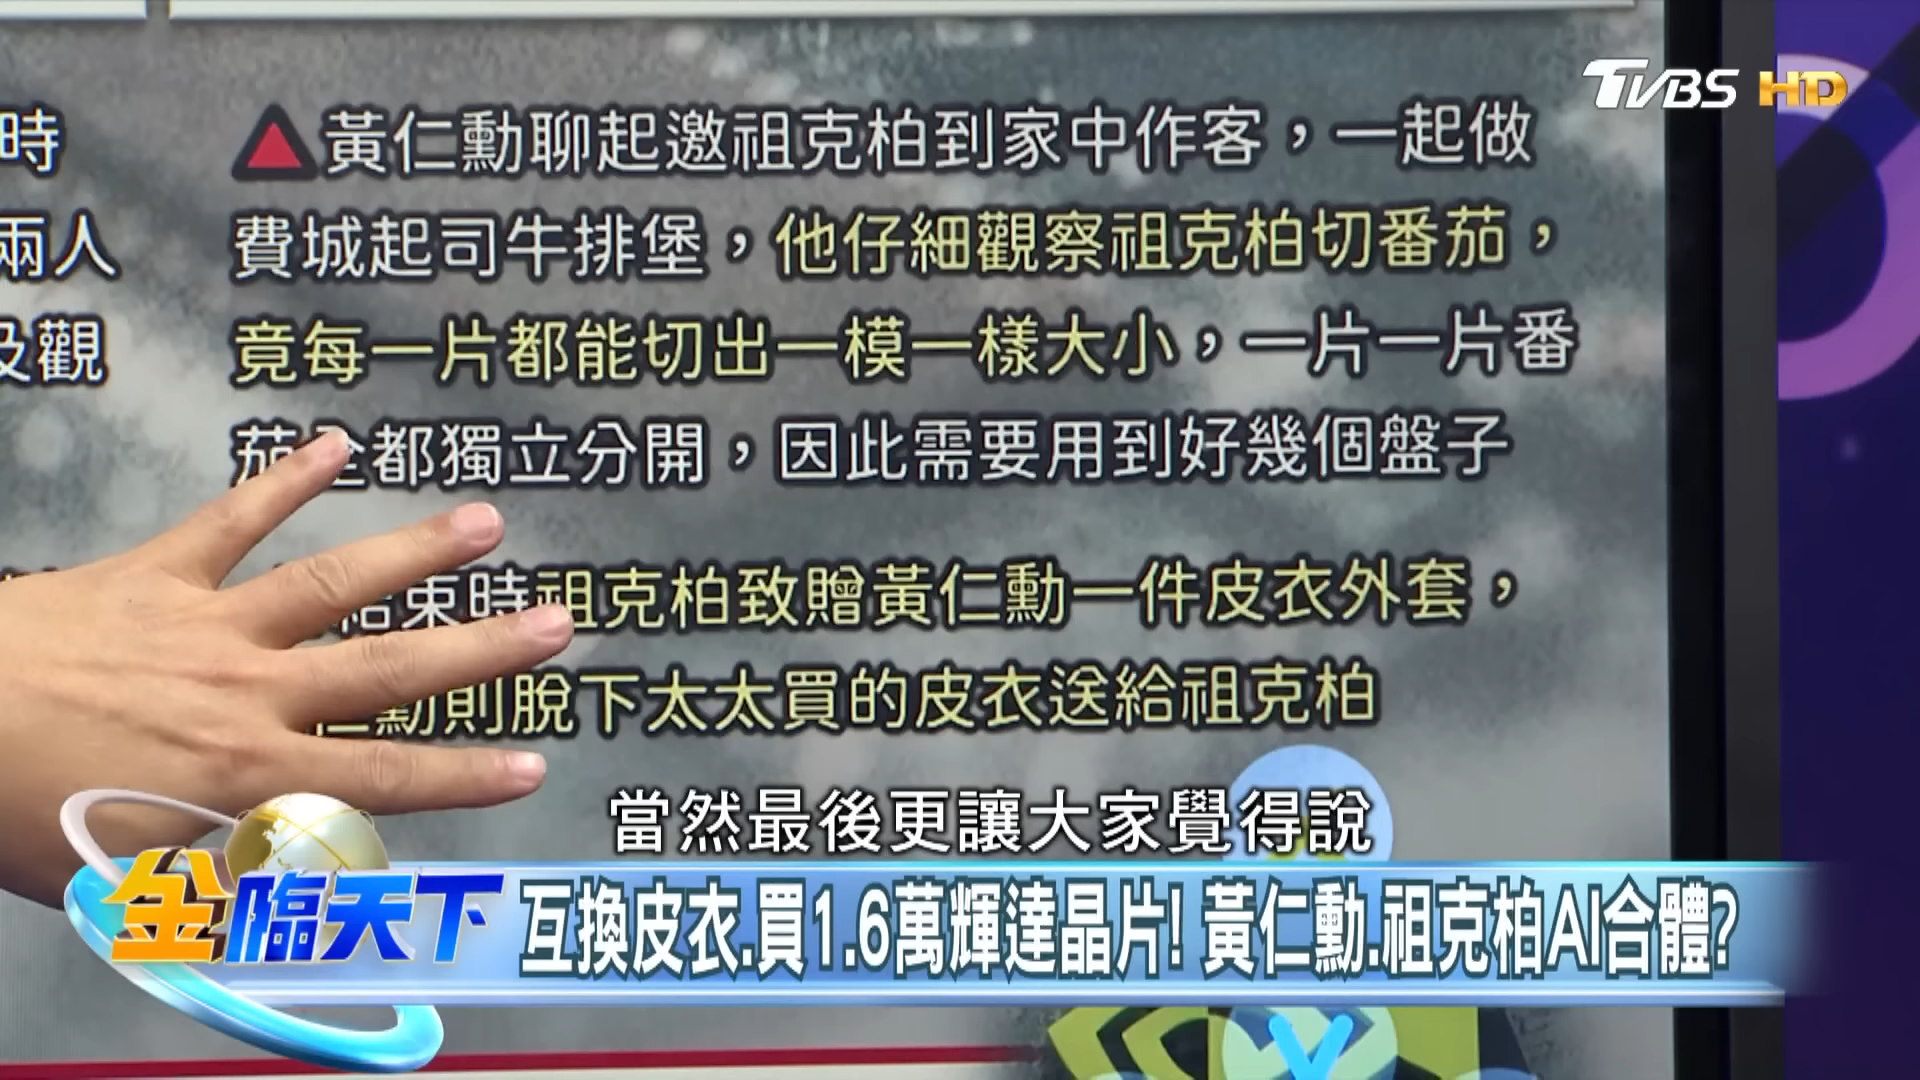 TVBS HD
時
兩人
及觀
黃仁勳聊起邀祖克柏到家中作客，一起做
費城起司牛排堡，他仔細觀察祖克柏切番茄，
竟每一片都能切出一模一樣大小，一片一片番
茄全都獨立分開，因此需要用到好幾個盤子
結束時祖克柏致贈黃仁勳一件皮衣外套，
仁勳則脫下太太買的皮衣送給祖克柏
當然最後更讓大家覺得說
金臨天下
互換皮衣.買1.6萬輝達晶片! 黃仁勳.祖克柏AI合體?